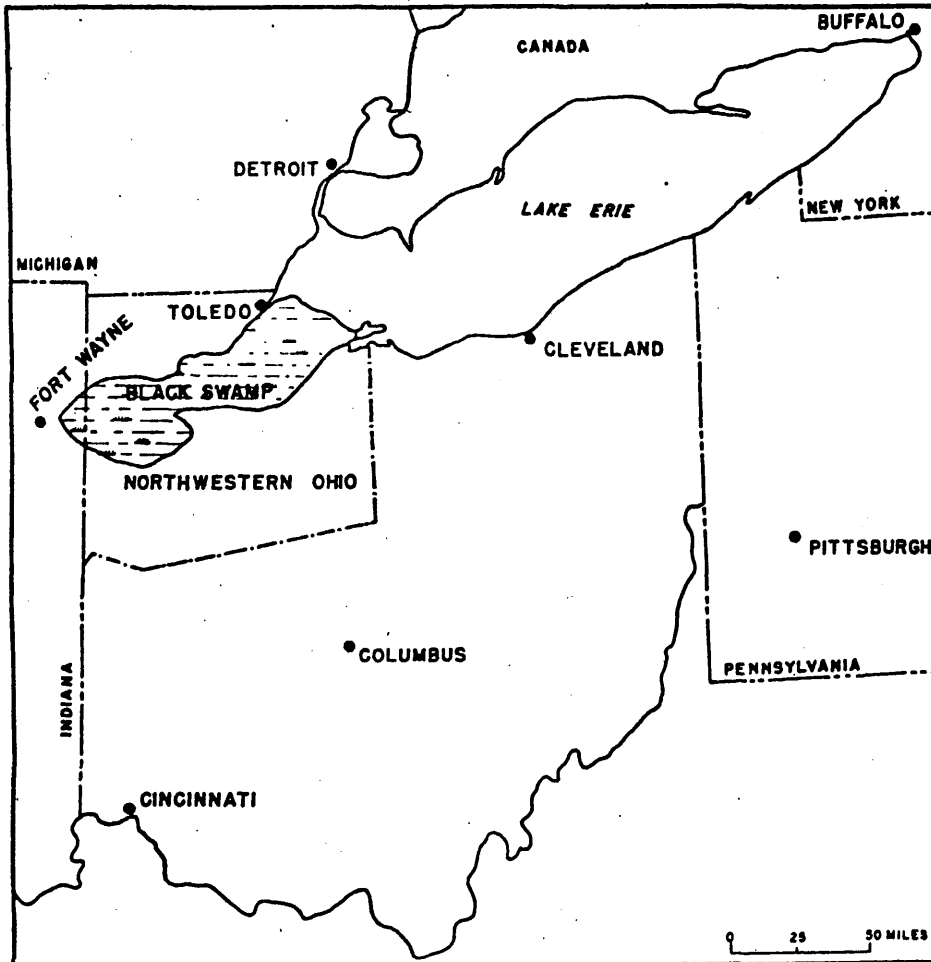 BUFFALO
CANADA
DETROIT
LAKE ERIE
NEW YORK
MICHIGAN
TOLEDO
CLEVELAND
FORT WAYNE
BLACK SWAMP
NORTHWESTERN OHIO
PITTSBURGH
COLUMBUS
PENNSYLVANIA
INDIANA
CINCINNATI
0 25 50 MILES